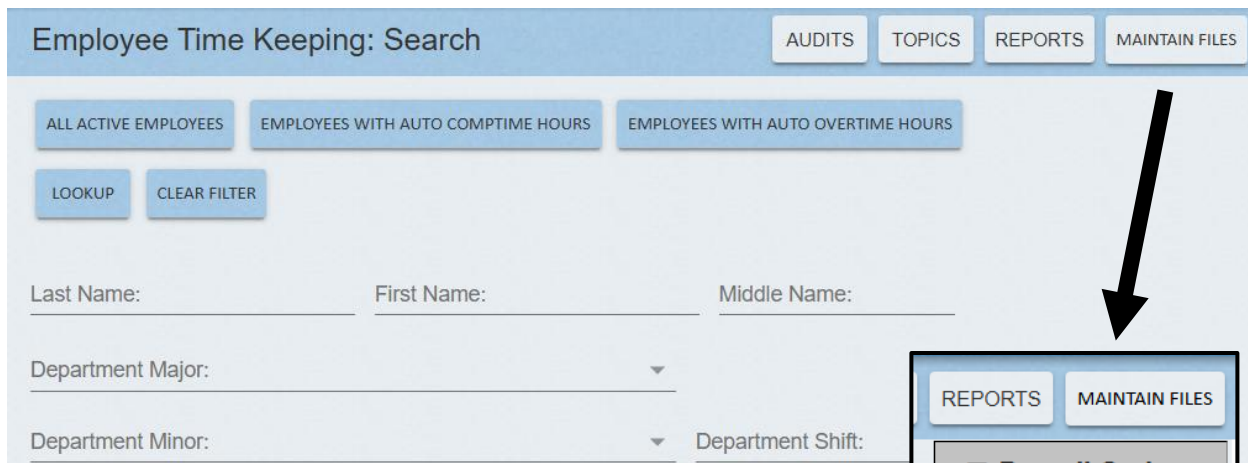 Employee Time Keeping: Search AUDITS TOPICS REPORTS MAINTAIN FILES
ALL ACTIVE EMPLOYEES EMPLOYEES WITH AUTO COMPTIME HOURS EMPLOYEES WITH AUTO OVERTIME HOURS
LOOKUP CLEAR FILTER
Last Name: First Name: Middle Name:
Department Major:
REPORTS MAINTAIN FILES
Department Minor: Department Shift: